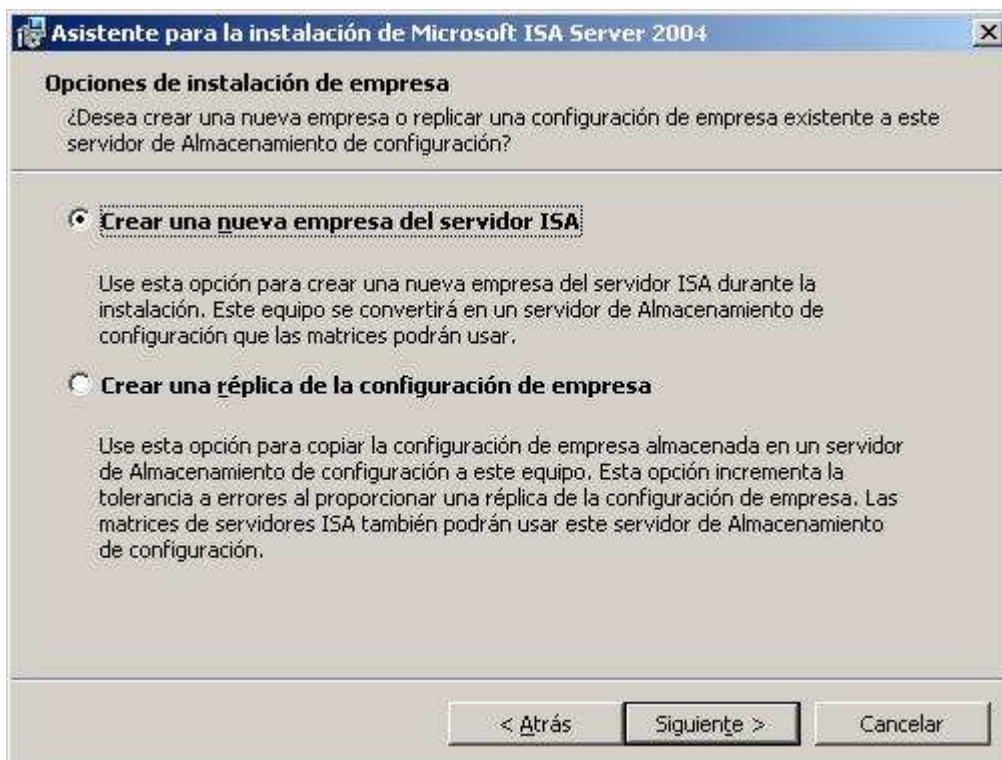 Asistente para la instalación de Microsoft ISA Server 2004
Opciones de instalación de empresa
¿Desea crear una nueva empresa o replicar una configuración de empresa existente a este
servidor de Almacenamiento de configuración?
Crear una nueva empresa del servidor ISA
Use esta opción para crear una nueva empresa del servidor ISA durante la
instalación. Este equipo se convertirá en un servidor de Almacenamiento de
configuración que las matrices podrán usar.
Crear una réplica de la configuración de empresa
Use esta opción para copiar la configuración de empresa almacenada en un servidor
de Almacenamiento de configuración a este equipo. Esta opción incrementa la
tolerancia a errores al proporcionar una réplica de la configuración de empresa. Las
matrices de servidores ISA también podrán usar este servidor de Almacenamiento
de configuración.
< Atrás Siguiente > Cancelar